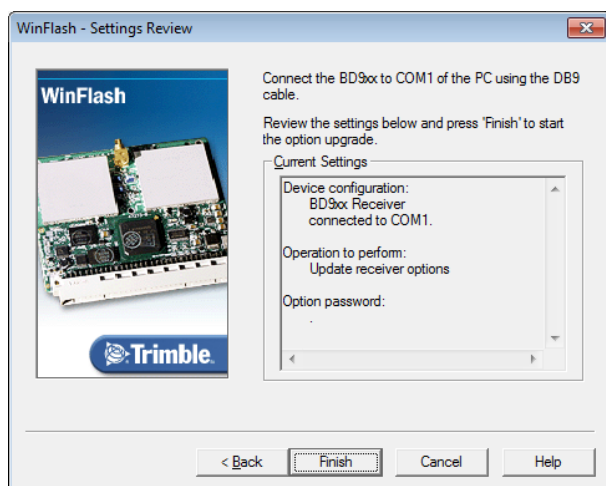 WinFlash - Settings Review
WinFlash
Trimble.
Connect the BD9xx to COM1 of the PC using the DB9
cable.
Review the settings below and press 'Finish' to start
the option upgrade.
Current Settings
Device configuration:
BD9xx Receiver
connected to COM1.
Operation to perform:
Update receiver options
Option password:
.
< Back
Finish
Cancel
Help